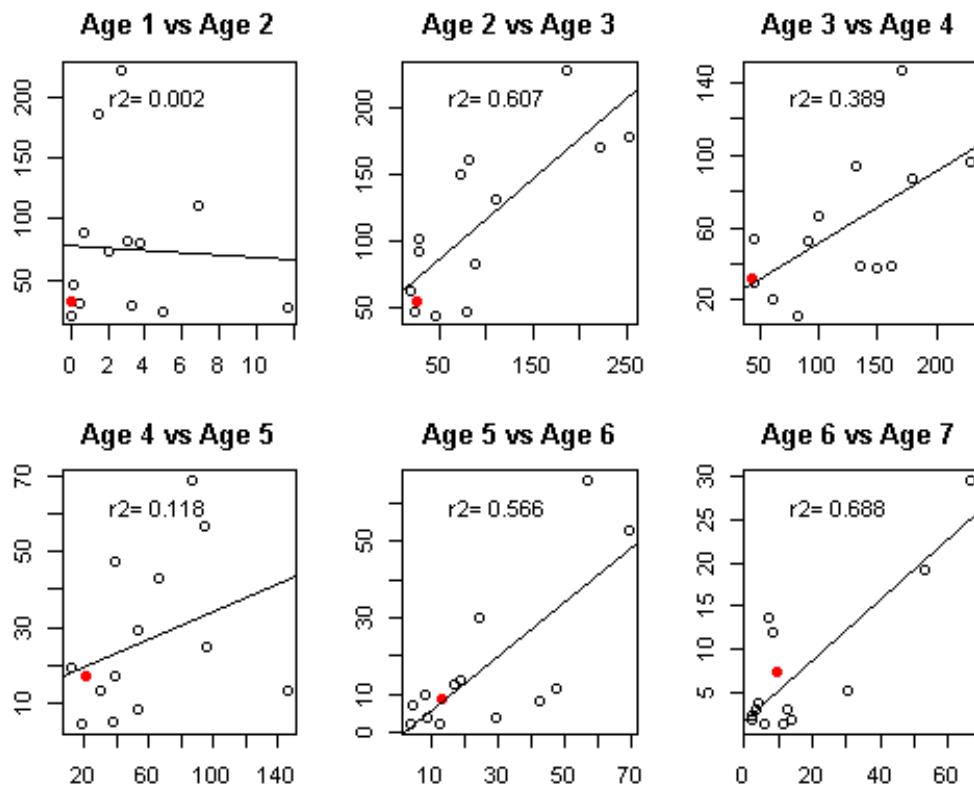 Age 1 vs Age 2
Age 2 vs Age 3
Age 3 vs Age 4
r2= 0.002
r2= 0.607
r2= 0.389
50 100 150 200
0 2 4 6 8 10
50 100 150 200
50 150 250
20 60 100 140
50 100 200
Age 4 vs Age 5
Age 5 vs Age 6
Age 6 vs Age 7
r2= 0.118
r2= 0.566
r2= 0.688
10 30 50 70
20 60 100 140
0 10 30 50
10 30 50 70
5 10 15 20 25 30
0 20 40 60